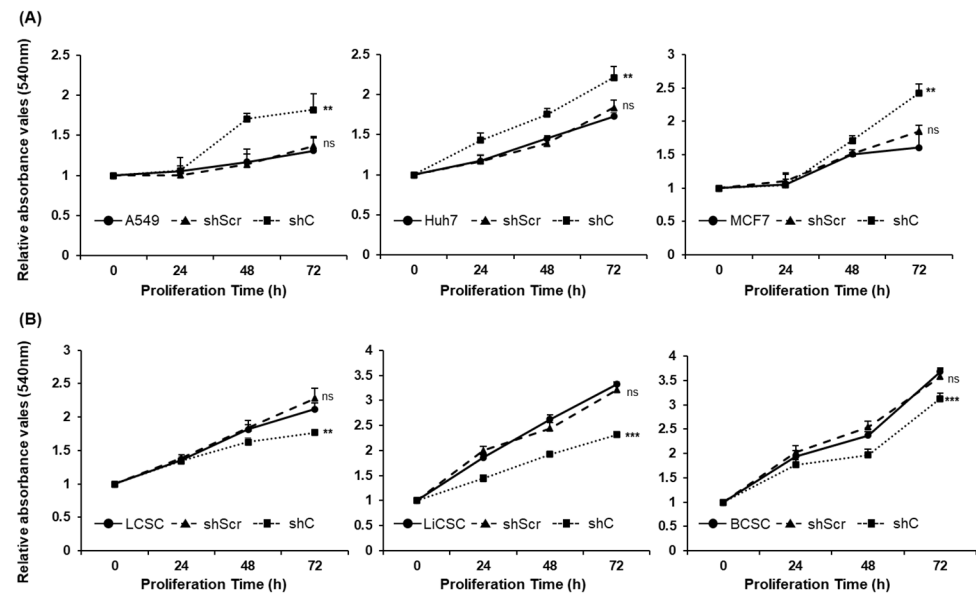 (A)
Relative absorbance vales (540nm)
2.5
2
1.5
1
0.5
0
A549 shScr shC
**
ns
0 24 48 72
Proliferation Time (h)
2.5
2
1.5
1
0.5
0
Huh7 shScr shC
**
ns
0 24 48 72
Proliferation Time (h)
3
2.5
2
1.5
1
0.5
0
MCF7 shScr shC
**
ns
0 24 48 72
Proliferation Time (h)
(B)
Relative absorbance vales (540nm)
3
2.5
2
1.5
1
0.5
0
LCSC shScr shC
ns
**
0 24 48 72
Proliferation Time (h)
4
3.5
3
2.5
2
1.5
1
0.5
0
LiCSC shScr shC
ns
***
0 24 48 72
Proliferation Time (h)
4
3.5
3
2.5
2
1.5
1
0.5
0
BCSC shScr shC
ns
***
0 24 48 72
Proliferation Time (h)